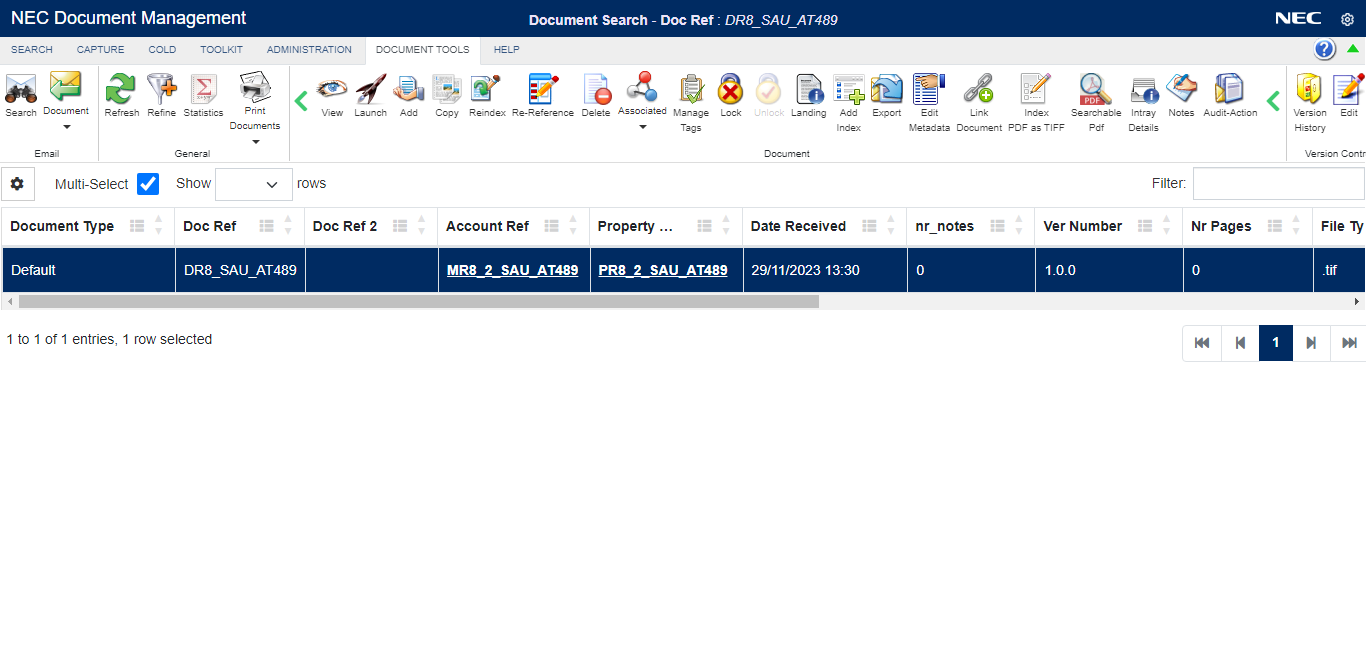 NEC Document Management
Document Search - Doc Ref : DR8_SAU_AT489
NEC
SEARCH CAPTURE COLD TOOLKIT ADMINISTRATION DOCUMENT TOOLS HELP
?
Search Document
Email
Refresh Refine Statistics Print Documents
General
View Launch Add Copy Reindex Re-Reference Delete Associated Manage Tags Lock Unlock Landing Add Index Export Edit Metadata Link Document Index PDF as TIFF Searchable Pdf Intray Details Notes Audit-Action
PDF
Document
Version History Edit
Version Contr
Multi-Select Show rows Filter:
Document Type Doc Ref Doc Ref 2 Account Ref Property ... Date Received nr_notes Ver Number Nr Pages File Ty
Default DR8_SAU_AT489 MR8_2_SAU_AT489 PR8_2_SAU_AT489 29/11/2023 13:30 0 1.0.0 0 .tif
1 to 1 of 1 entries, 1 row selected
1